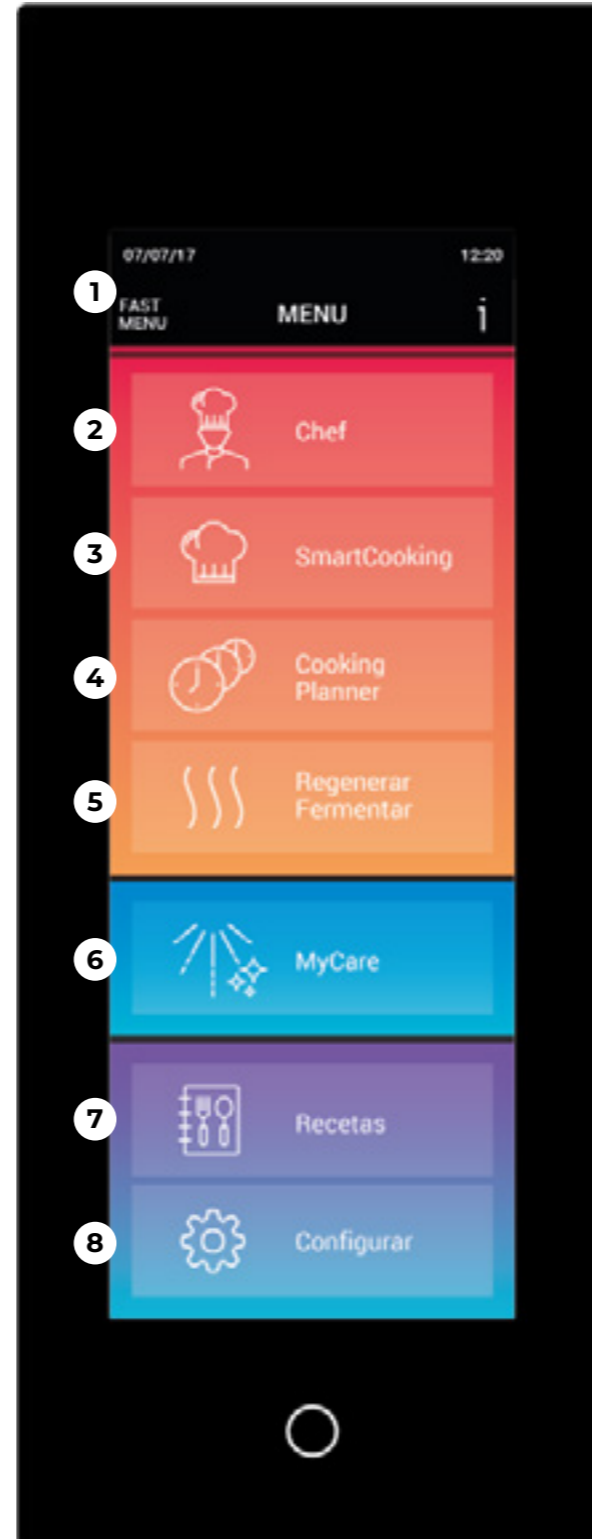 07/07/17 12:20
1
FAST
MENU
MENU
i
2
Chef
3
SmartCooking
4
Cooking
Planner
5
Regenerar
Fermentar
6
MyCare
7
Recetas
8
Configurar